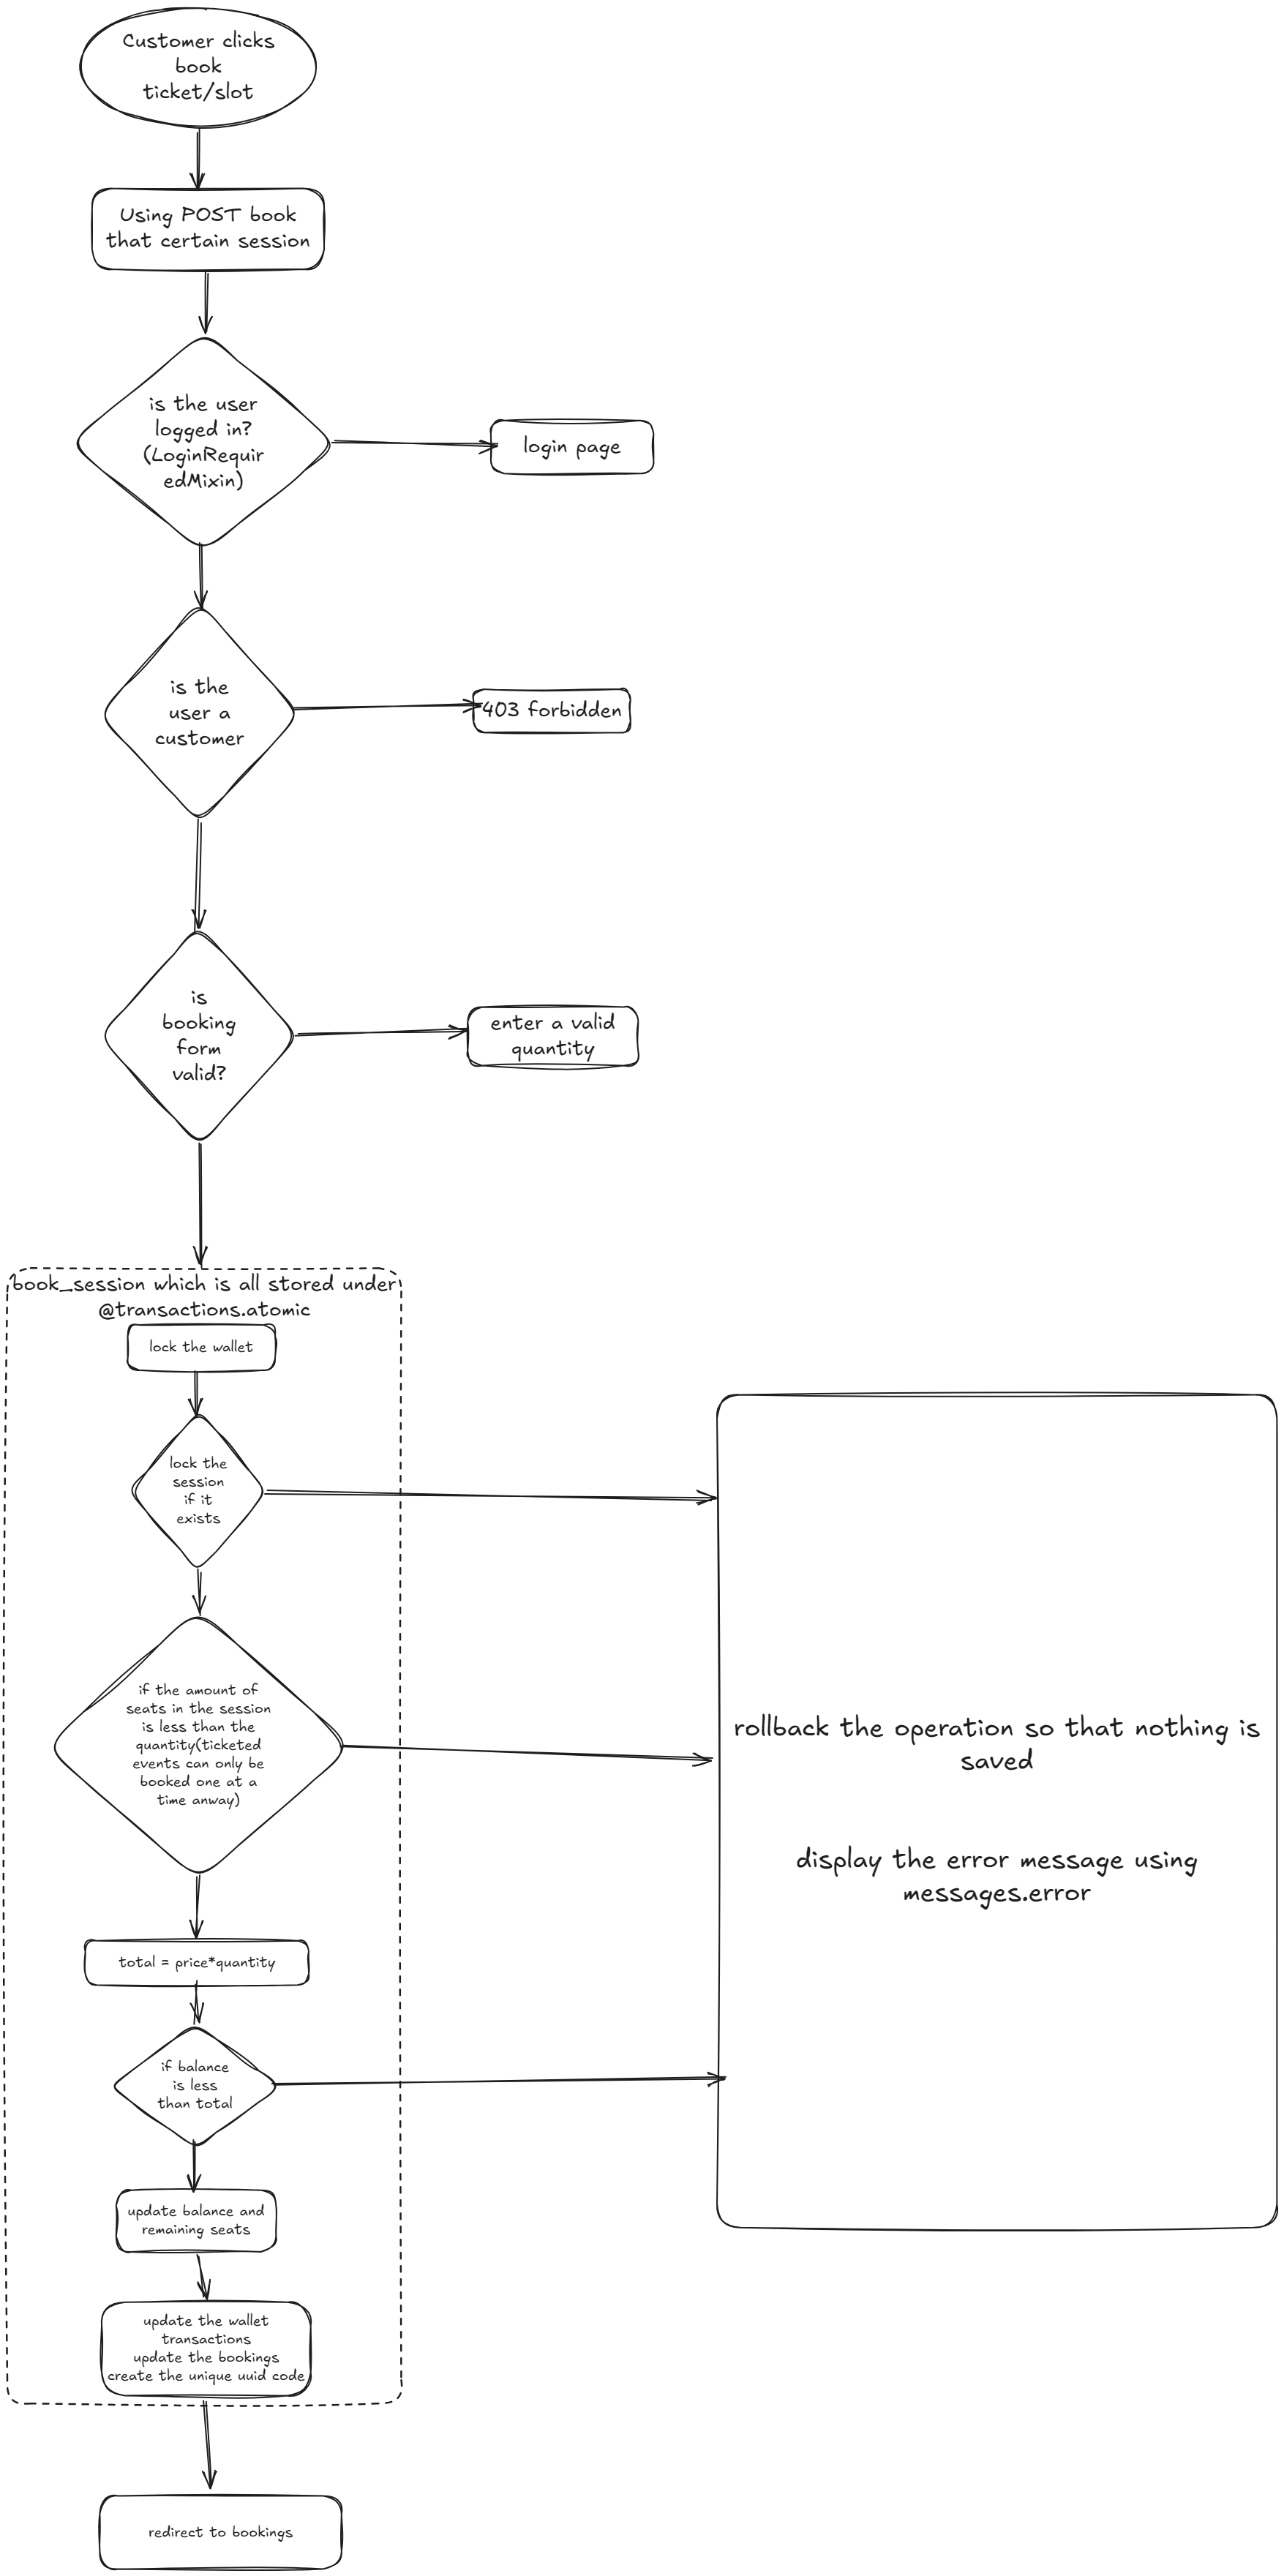 Customer clicks
book
ticket/slot
Using POST book
that certain session
is the user
logged in?
(LoginRequir
edMixin)
login page
is the
user a
customer
403 forbidden
is
booking
form
valid?
enter a valid
quantity
book_session which is all stored under
@transactions.atomic
lock the wallet
lock the
session
if it
exists
if the amount of
seats in the session
is less than the
quantity(ticketed
events can only be
booked one at a
time anway)
rollback the operation so that nothing is
saved
display the error message using
messages.error
total = price*quantity
if balance
is less
than total
update balance and
remaining seats
update the wallet
transactions
update the bookings
create the unique uuid code
redirect to bookings